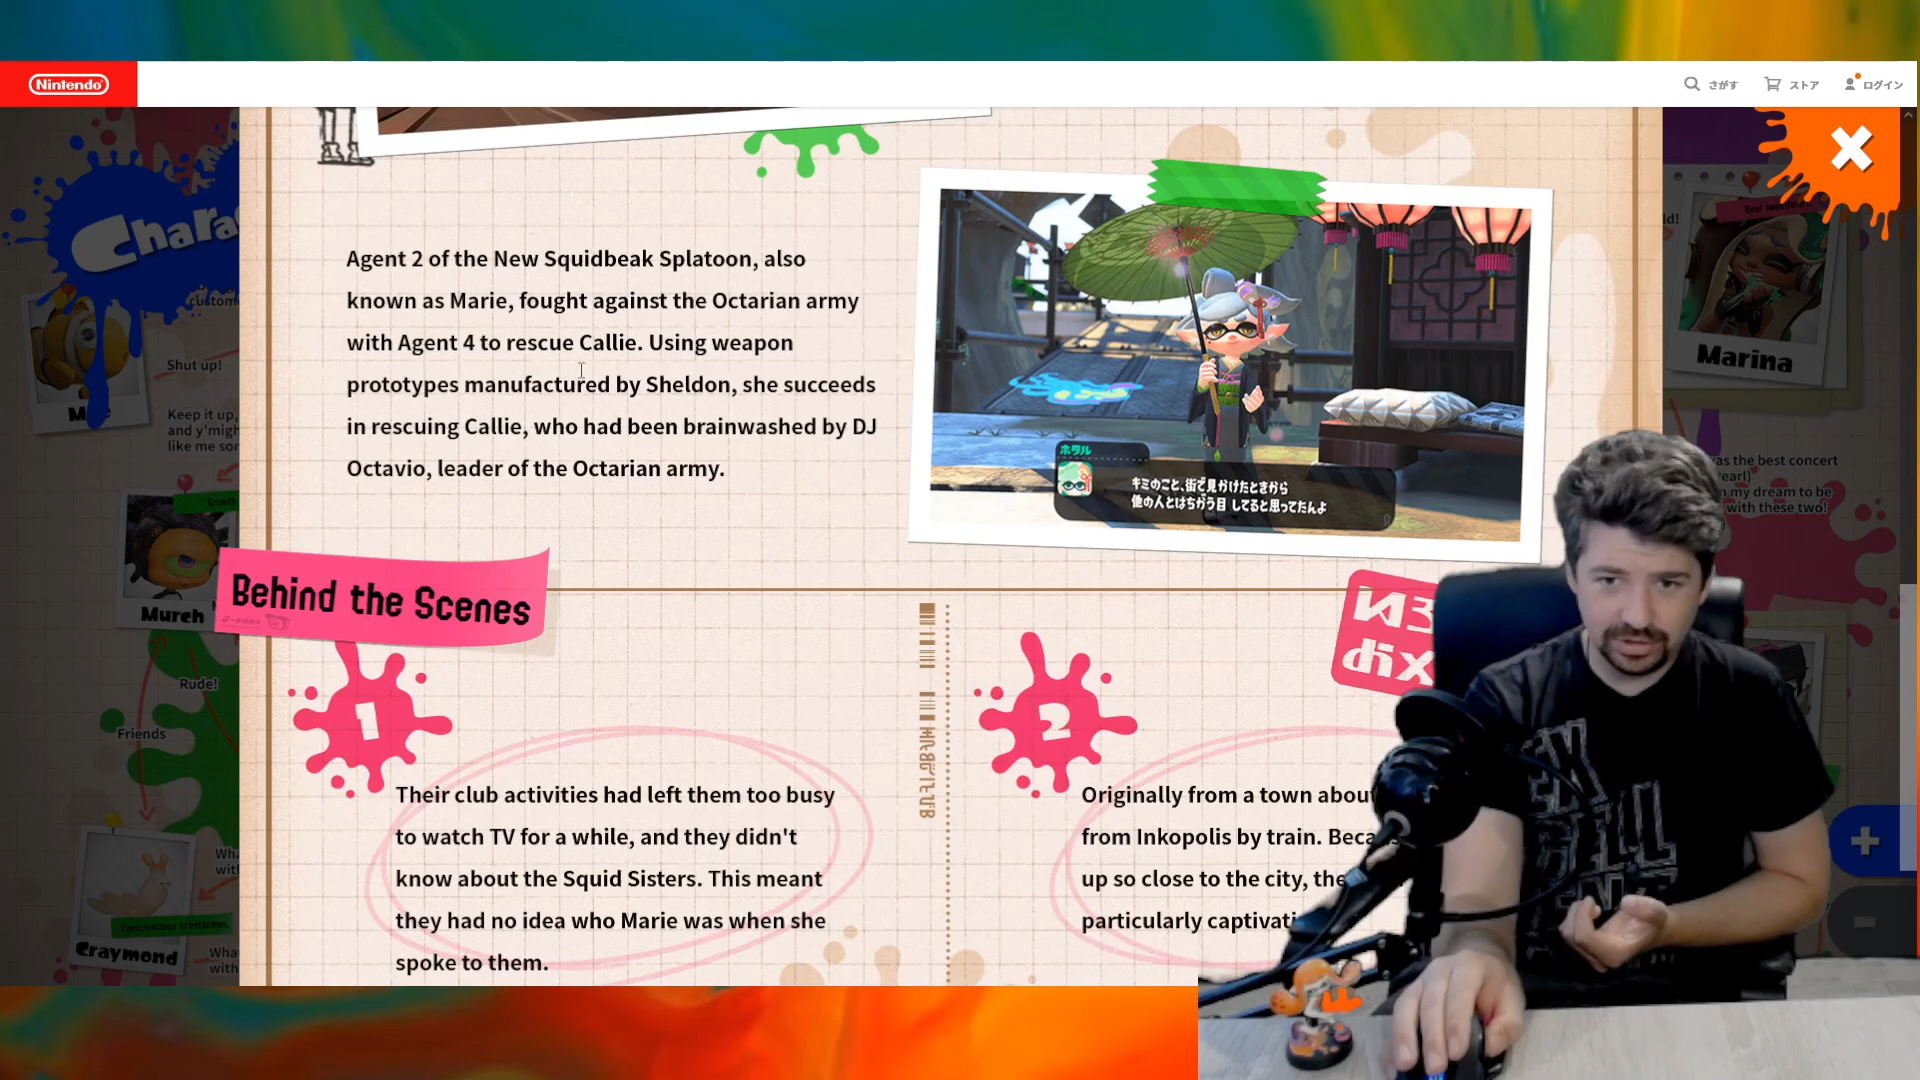 Nintendo
さがす
ストア
ログイン
Chara
custom
Shut up!
Keep it up,
and y'migh
like me so
Growth
Murch
Rude!
Friends
Conscientious crustacean.
Craymond
Agent 2 of the New Squidbeak Splatoon, also
known as Marie, fought against the Octarian army
with Agent 4 to rescue Callie. Using weapon
prototypes manufactured by Sheldon, she succeeds
in rescuing Callie, who had been brainwashed by DJ
Octavio, leader of the Octarian army.
ホタル
キミのこと、街で見かけたときから
他の人とはちがう目 してると思ってたんよ
Behind the Scenes
1
Their club activities had left them too busy
to watch TV for a while, and they didn't
know about the Squid Sisters. This meant
they had no idea who Marie was when she
spoke to them.
2
Originally from a town abou
from Inkopolis by train. Beca
up so close to the city, the
particularly captivati
Marina
as the best concert
earl)
n my dream to be
with these two!